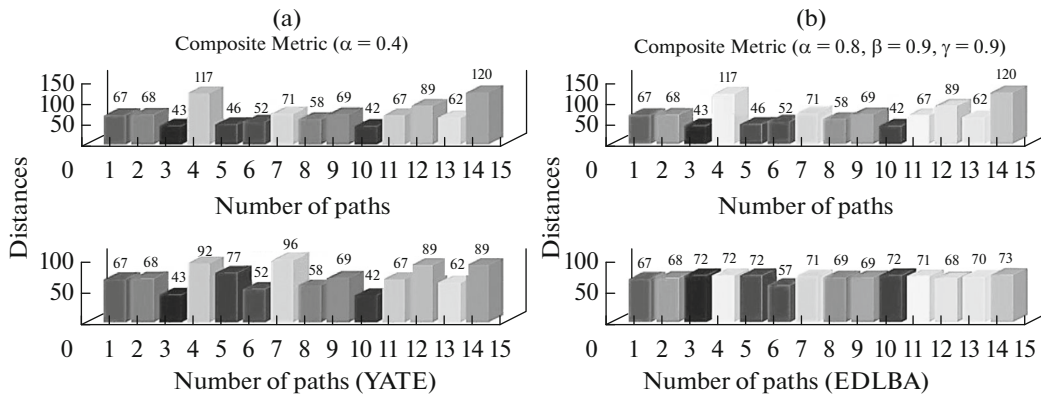 (a)
Composite Metric (α = 0.4)
150
100
50
67 68 43 117 46 52 71 58 69 42 67 89 62 120
0 1 2 3 4 5 6 7 8 9 10 11 12 13 14 15
Number of paths
Distances
100
50
67 68 43 92 77 52 96 58 69 42 67 89 62 89
0 1 2 3 4 5 6 7 8 9 10 11 12 13 14 15
Number of paths (YATE)
(b)
Composite Metric (α = 0.8, β = 0.9, γ = 0.9)
150
100
50
67 68 43 117 46 52 71 58 69 42 67 89 62 120
0 1 2 3 4 5 6 7 8 9 10 11 12 13 14 15
Number of paths
Distances
100
50
67 68 72 72 72 57 71 69 69 72 71 68 70 73
0 1 2 3 4 5 6 7 8 9 10 11 12 13 14 15
Number of paths (EDLBA)